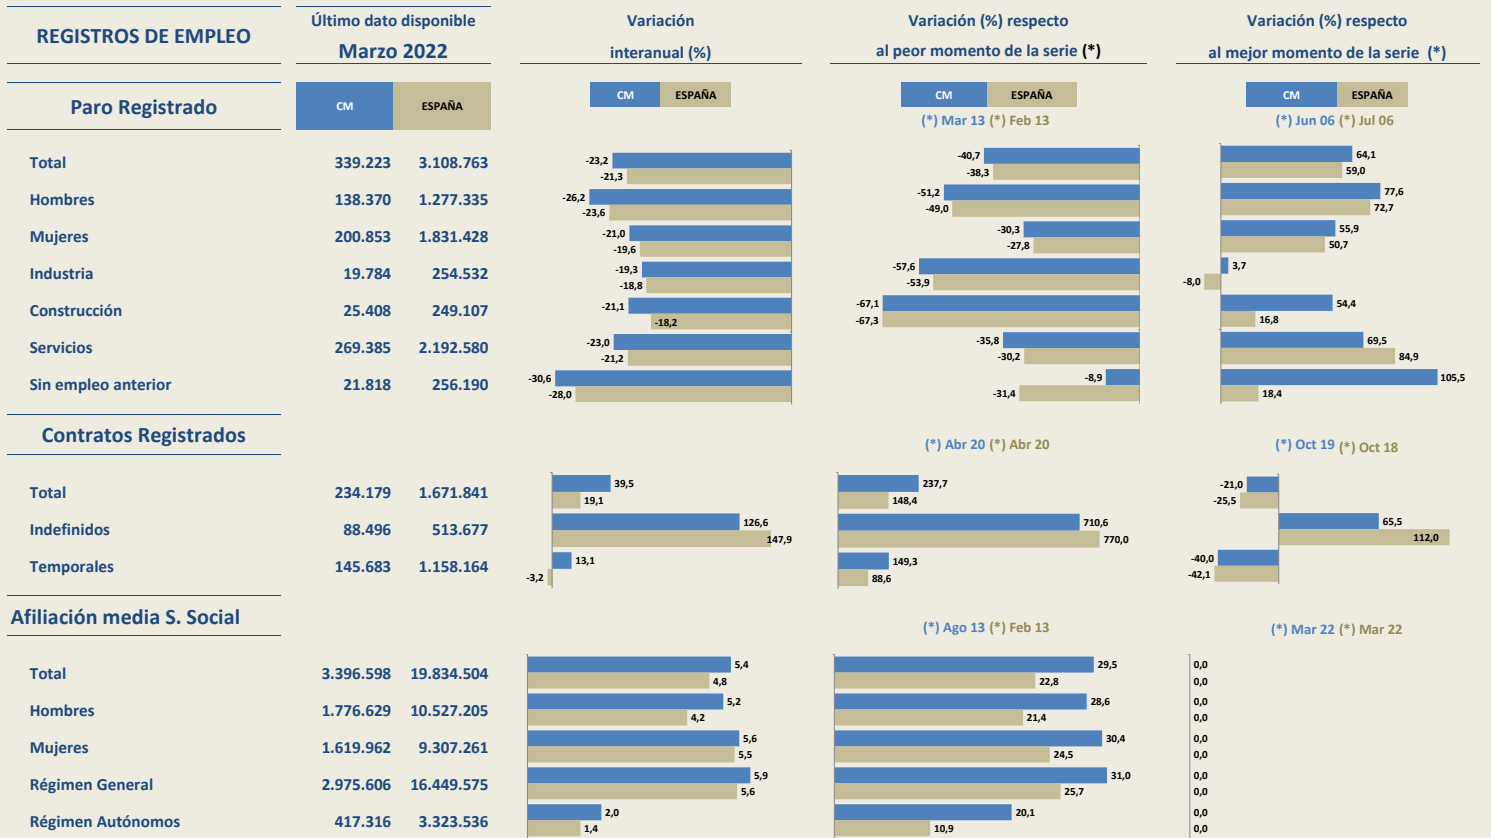 REGISTROS DE EMPLEO
Último dato disponible
Marzo 2022
Variación
interanual (%)
Variación (%) respecto
al peor momento de la serie (*)
Variación (%) respecto
al mejor momento de la serie (*)
Paro Registrado
CM ESPAÑA
CM ESPAÑA
CM ESPAÑA
(*) Mar 13 (*) Feb 13
CM ESPAÑA
(*) Jun 06 (*) Jul 06
Total 339.223 3.108.763 -23,2 -40,7 64,1
-21,3 -38,3 59,0
Hombres 138.370 1.277.335 -26,2 -51,2 77,6
-23,6 -49,0 72,7
Mujeres 200.853 1.831.428 -21,0 -30,3 55,9
-19,6 -27,8 50,7
Industria 19.784 254.532 -19,3 -57,6 3,7
-18,8 -53,9 -8,0
Construcción 25.408 249.107 -21,1 -67,1 54,4
-18,2 -67,3 16,8
Servicios 269.385 2.192.580 -23,0 -35,8 69,5
-21,2 -30,2 84,9
Sin empleo anterior 21.818 256.190 -30,6 -8,9 105,5
-28,0 -31,4 18,4
Contratos Registrados
(*) Abr 20 (*) Abr 20
(*) Oct 19 (*) Oct 18
Total 234.179 1.671.841 39,5 237,7 -21,0
19,1 148,4 -25,5
Indefinidos 88.496 513.677 126,6 710,6 65,5
147,9 770,0 112,0
Temporales 145.683 1.158.164 13,1 149,3 -40,0
-3,2 88,6 -42,1
Afiliación media S. Social
(*) Ago 13 (*) Feb 13
(*) Mar 22 (*) Mar 22
Total 3.396.598 19.834.504 5,4 29,5 0,0
4,8 22,8 0,0
Hombres 1.776.629 10.527.205 5,2 28,6 0,0
4,2 21,4 0,0
Mujeres 1.619.962 9.307.261 5,6 30,4 0,0
5,5 24,5 0,0
Régimen General 2.975.606 16.449.575 5,9 31,0 0,0
5,6 25,7 0,0
Régimen Autónomos 417.316 3.323.536 2,0 20,1 0,0
1,4 10,9 0,0